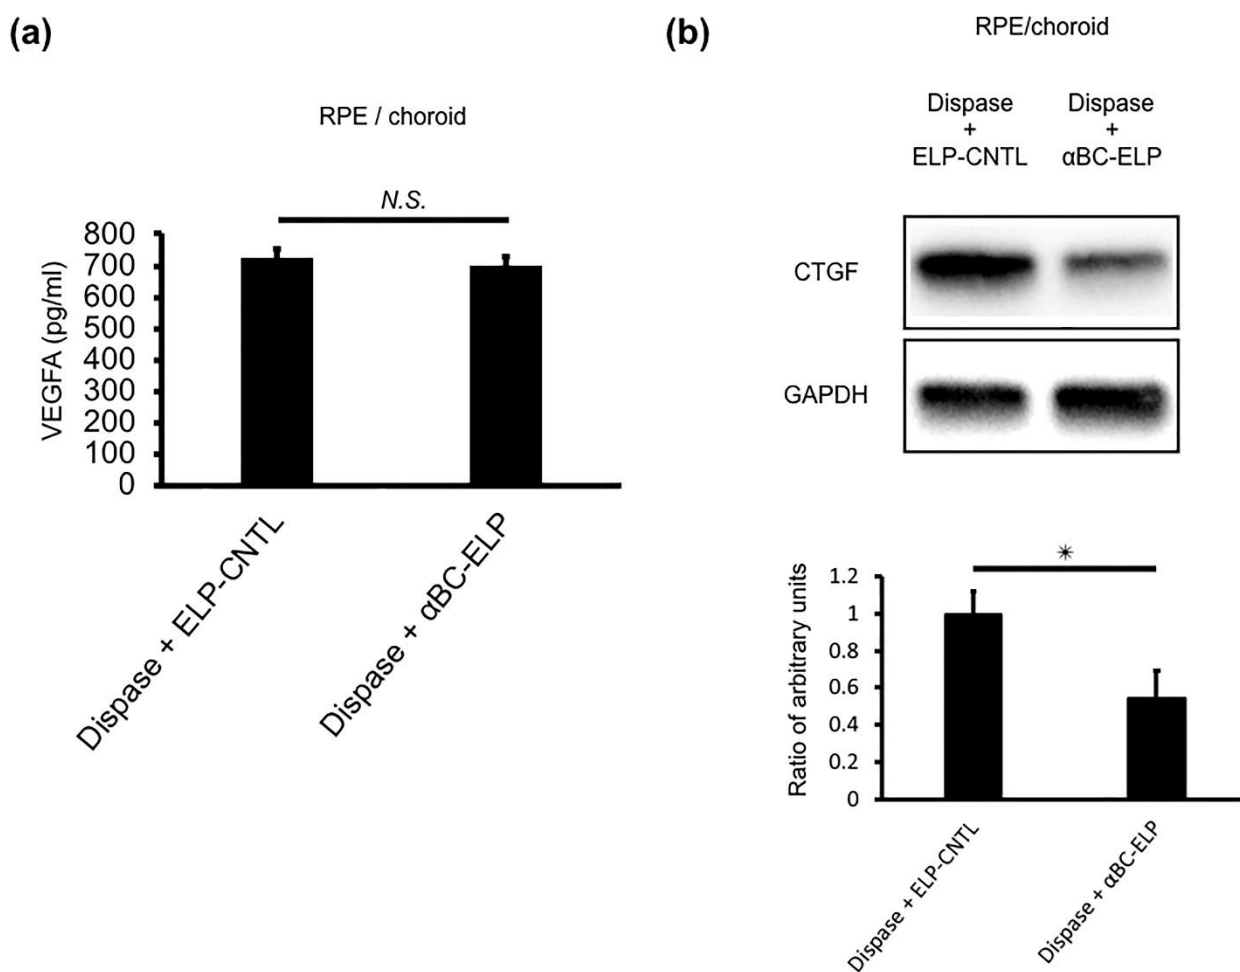 (a)
RPE / choroid
N.S.
800
700
600
500
400
300
200
100
0
VEGFA (pg/ml)
Dispase + ELP-CNTL
Dispase + αBC-ELP
(b)
RPE/choroid
Dispase
+
ELP-CNTL
Dispase
+
αBC-ELP
CTGF
GAPDH
✳
1.2
1
0.8
0.6
0.4
0.2
0
Ratio of arbitrary units
Dispase + ELP-CNTL
Dispase + αBC-ELP